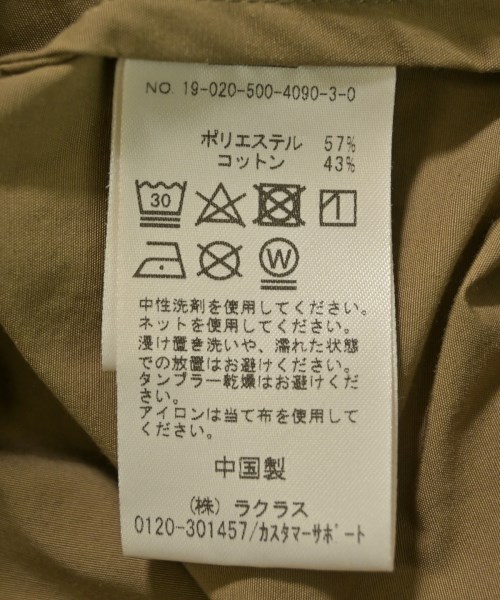 NO. 19-020-500-4090-3-0
ポリエステル 57%
コットン 43%
30
W
中性洗剤を使用してください。
ネットを使用してください。
浸け置き洗いや、濡れた状態
での放置はお避けください。
タンブラー乾燥はお避けくだ
さい。
アイロンは当て布を使用して
ください。
中国製
(株) ラクラス
0120-301457/カスタマーサポート